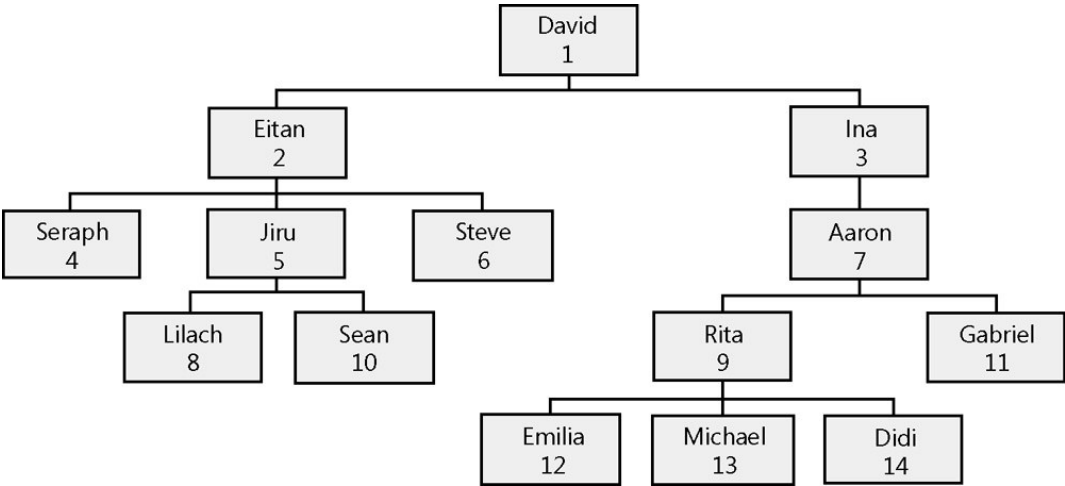 David
1
Eitan
2
Ina
3
Seraph
4
Jiru
5
Steve
6
Aaron
7
Lilach
8
Sean
10
Rita
9
Gabriel
11
Emilia
12
Michael
13
Didi
14